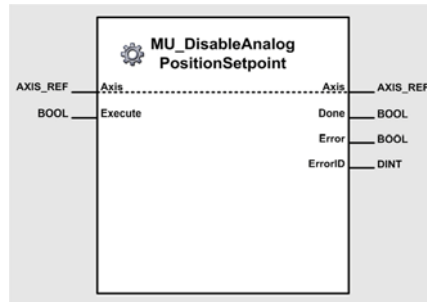 MU_DisableAnalog
PositionSetpoint
AXIS_REF Axis Axis AXIS_REF
BOOL Execute Done BOOL
Error BOOL
ErrorID DINT